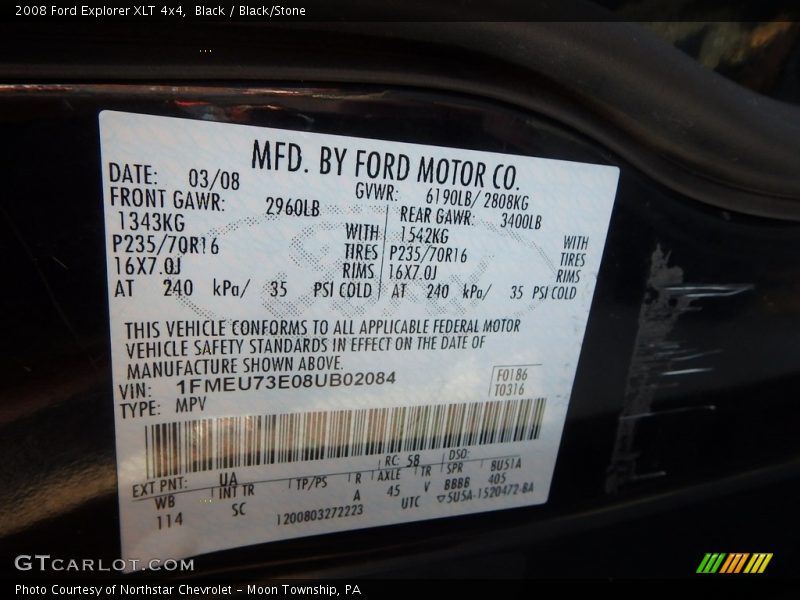 2008 Ford Explorer XLT 4x4,  Black / Black/Stone
MFD. BY FORD MOTOR CO.
DATE: 03/08 GVWR: 6190LB/ 2808KG
FRONT GAWR: 2960LB REAR GAWR: 3400LB
1343KG WITH 1542KG WITH
P235/70R16 TIRES P235/70R16 TIRES
16X7.0J RIMS 16X7.0J RIMS
AT 240 kPa/ 35 PSI COLD AT 240 kPa/ 35 PSI COLD
THIS VEHICLE CONFORMS TO ALL APPLICABLE FEDERAL MOTOR
VEHICLE SAFETY STANDARDS IN EFFECT ON THE DATE OF
MANUFACTURE SHOWN ABOVE.
VIN: 1FMEU73E08UB02084 F0186
TYPE: MPV T0316
EXT PNT: UA RC: 58 DSO:
WB INT TR TP/PS R AXLE TR SPR 8U51A
114 SC A 45 V BBBB 405
1200803272223 UTC ▽5U5A-1520472-BA
GTCARLOT.COM
Photo Courtesy of Northstar Chevrolet - Moon Township, PA